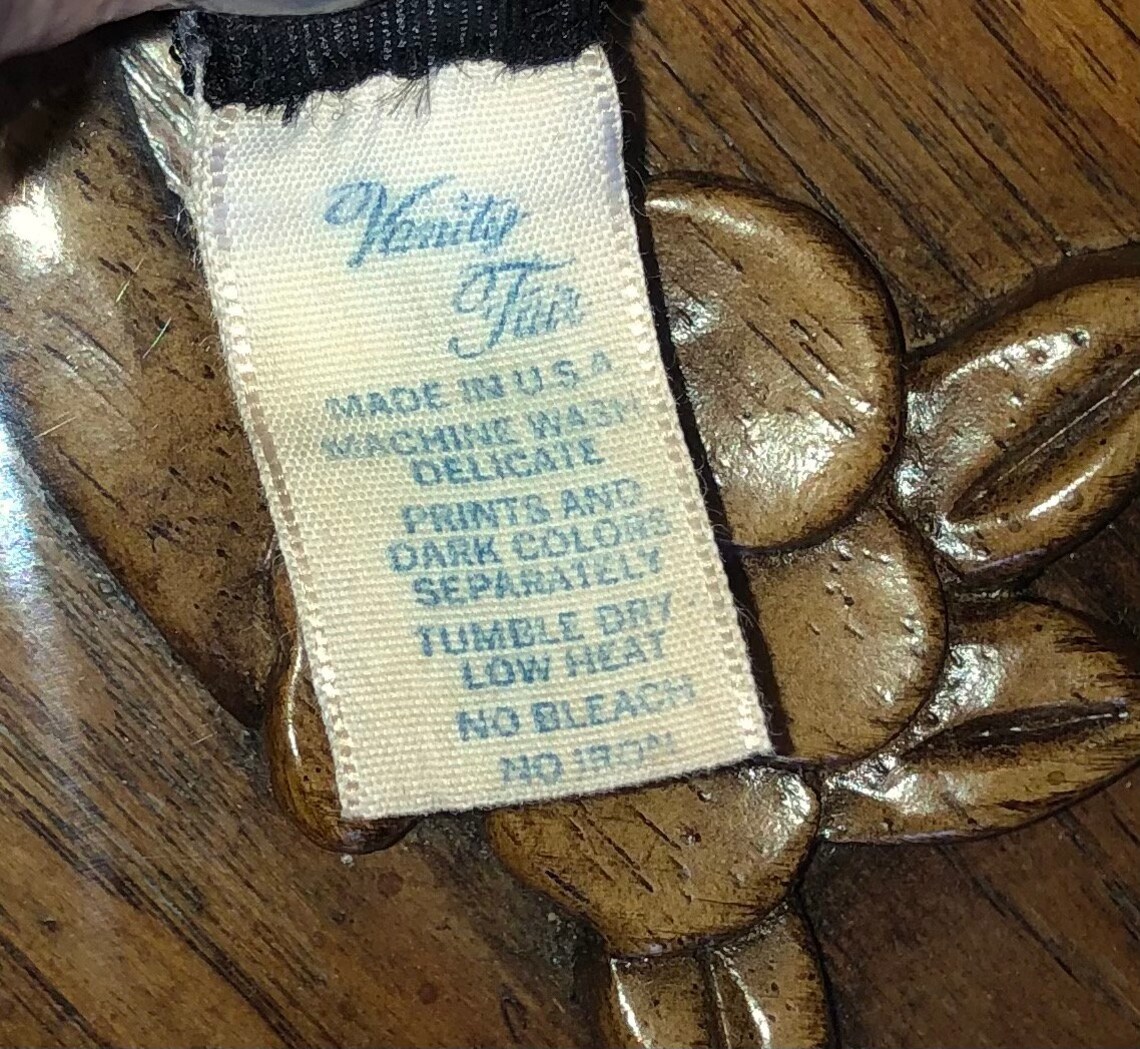 Vanity
Fair
MADE IN U.S.A
MACHINE WASH
DELICATE
PRINTS AND
DARK COLORS
SEPARATELY
TUMBLE DRY
LOW HEAT
NO BLEACH
NO IRON